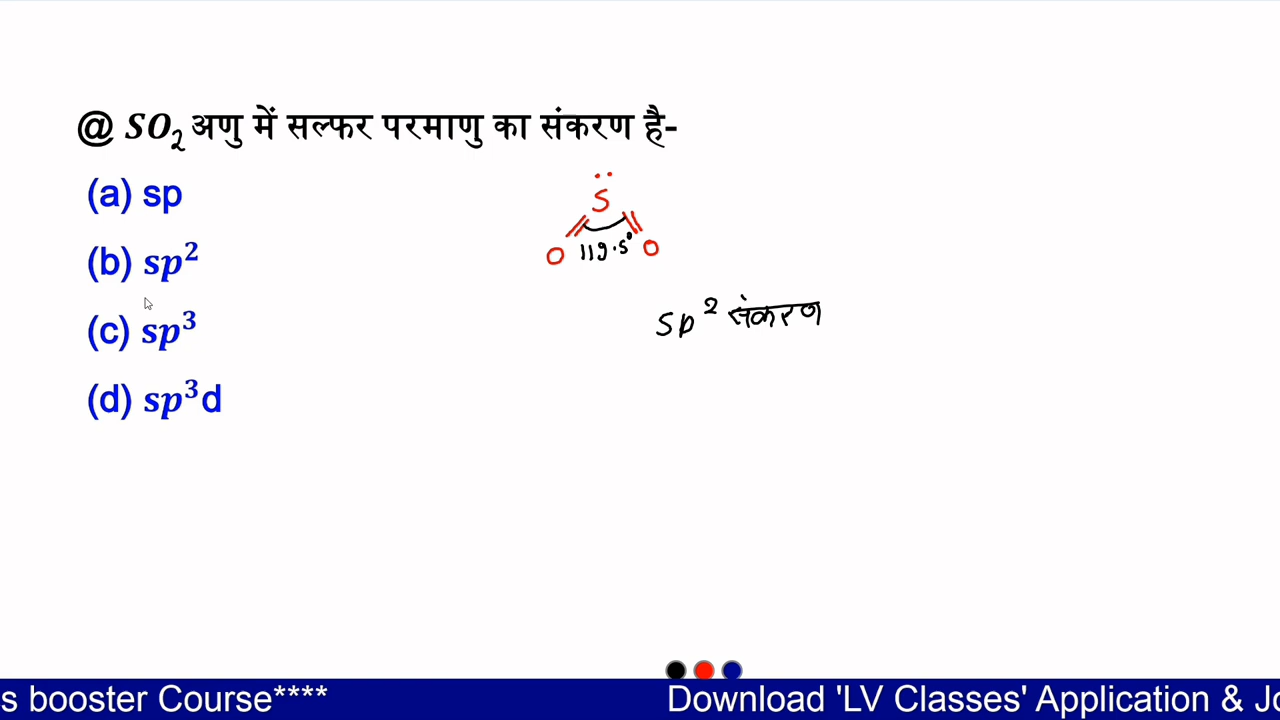 @ SO₂ अणु में सल्फर परमाणु का संकरण है-
(a) sp
(b) sp²
(c) sp³
(d) sp³d
S
O 119.5° O
sp² संकरण
s booster Course**** Download 'LV Classes' Application & Jo